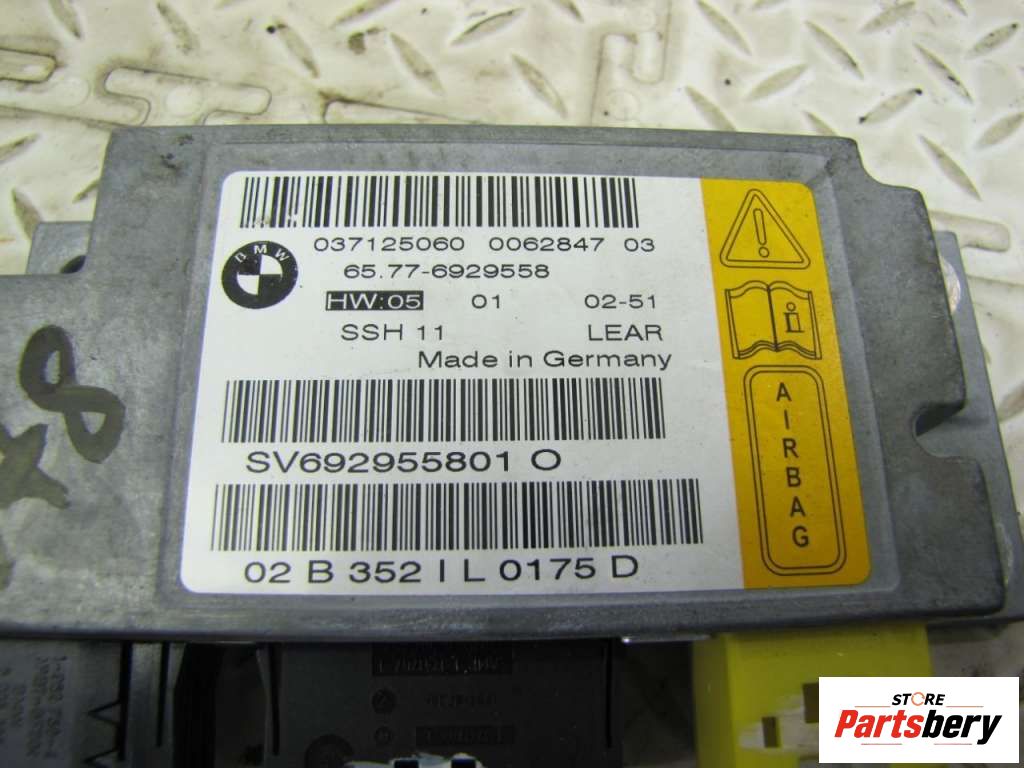 037125060 0062847 03
BMW
65.77-6929558
HW:05 01 02-51
SSH 11 LEAR
Made in Germany
SV692955801 O
02 B 352 I L 0175 D
AIRBAG
8
X
STORE
Partsbery